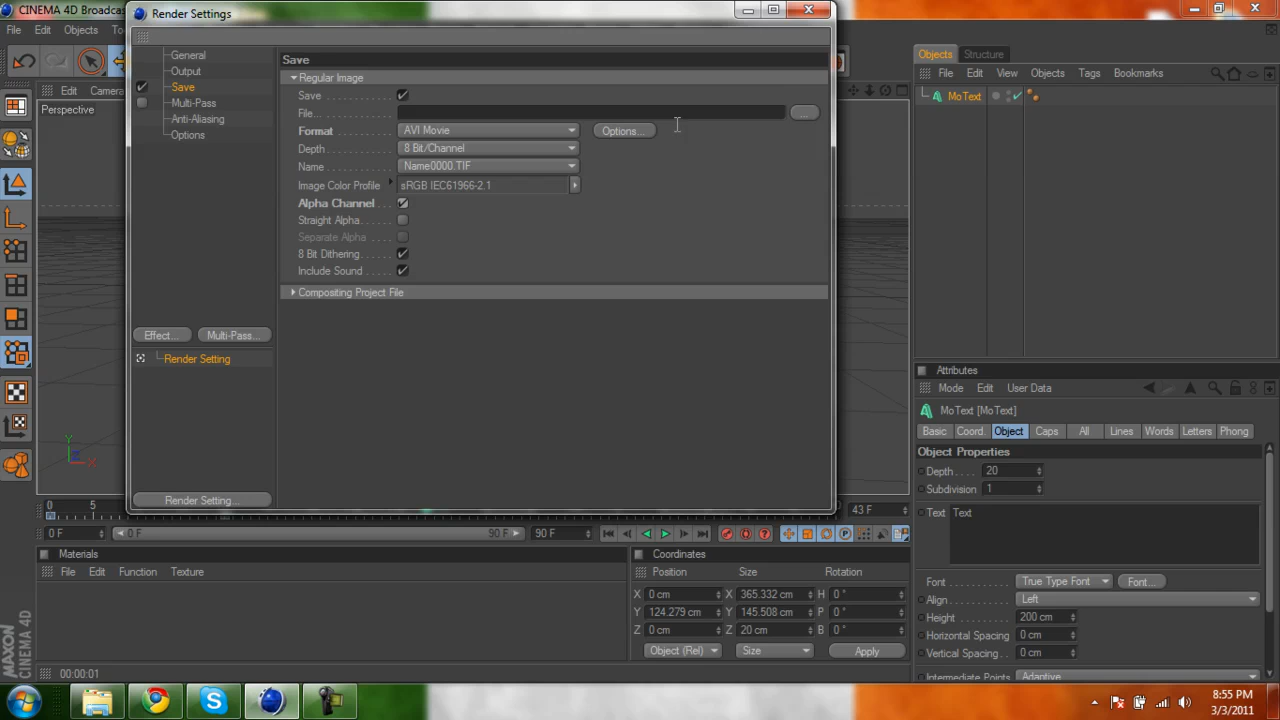 CINEMA 4D Broadcas
Render Settings
File Edit Objects To
General
Output
Save
Multi-Pass
Anti-Aliasing
Options
Effect...
Multi-Pass...
Render Setting
Render Setting...
Save
Regular Image
Save
File...
...
Format AVI Movie Options...
Depth 8 Bit/Channel
Name Name0000.TIF
Image Color Profile sRGB IEC61966-2.1
Alpha Channel
Straight Alpha
Separate Alpha
8 Bit Dithering
Include Sound
Compositing Project File
Edit Camera
Perspective
Y
X
Objects Structure
File Edit View Objects Tags Bookmarks
MoText
Attributes
Mode Edit User Data
MoText [MoText]
Basic Coord. Object Caps All Lines Words Letters Phong
Object Properties
Depth 20
Subdivision 1
Text Text
Font True Type Font Font...
Align Left
Height 200 cm
Horizontal Spacing 0 cm
Vertical Spacing 0 cm
Intermediate Points Adaptive
0 5
43 F
0 F 0 F 90 F 90 F
Materials
File Edit Function Texture
Coordinates
Position Size Rotation
X 0 cm X 365.332 cm H 0 °
Y 124.279 cm Y 145.508 cm P 0 °
Z 0 cm Z 20 cm B 0 °
Object (Rel) Size Apply
MAXON
CINEMA 4D
00:00:01
8:55 PM
3/3/2011